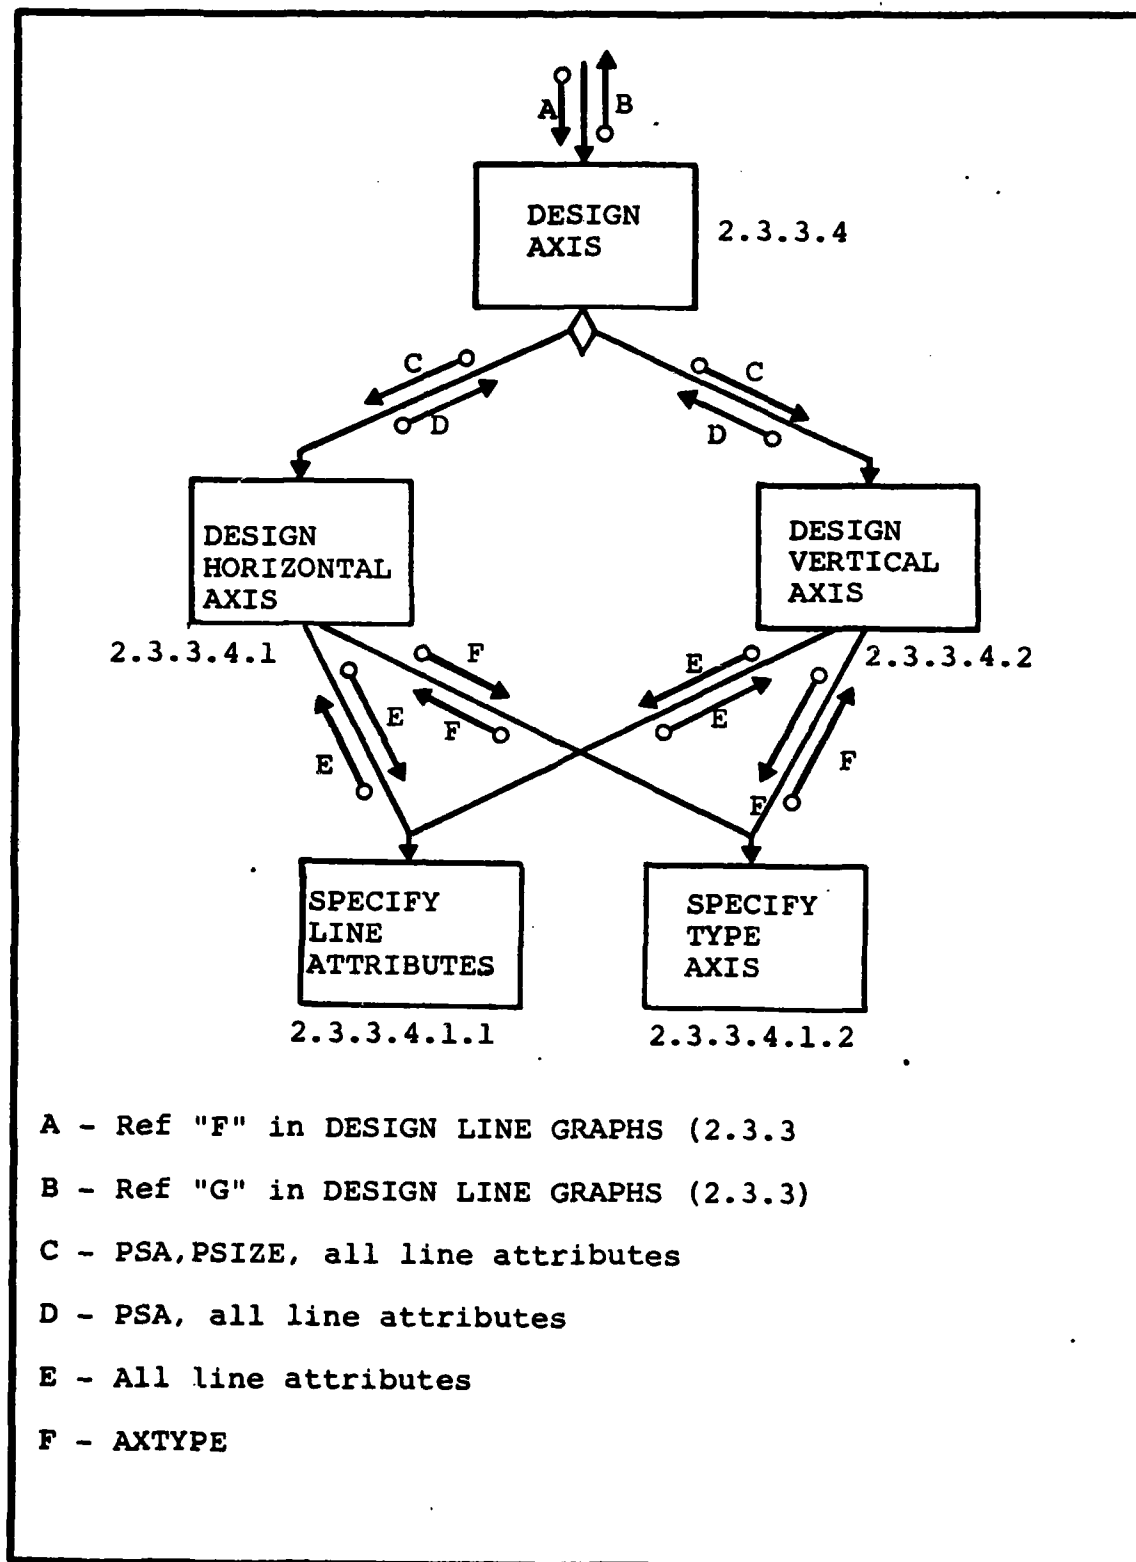 A
B
DESIGN
AXIS
2.3.3.4
C
D
C
D
DESIGN
HORIZONTAL
AXIS
2.3.3.4.1
DESIGN
VERTICAL
AXIS
2.3.3.4.2
F
F
E
E
E
E
F
F
SPECIFY
LINE
ATTRIBUTES
2.3.3.4.1.1
SPECIFY
TYPE
AXIS
2.3.3.4.1.2
A - Ref "F" in DESIGN LINE GRAPHS (2.3.3
B - Ref "G" in DESIGN LINE GRAPHS (2.3.3)
C - PSA,PSIZE, all line attributes
D - PSA, all line attributes
E - All line attributes
F - AXTYPE